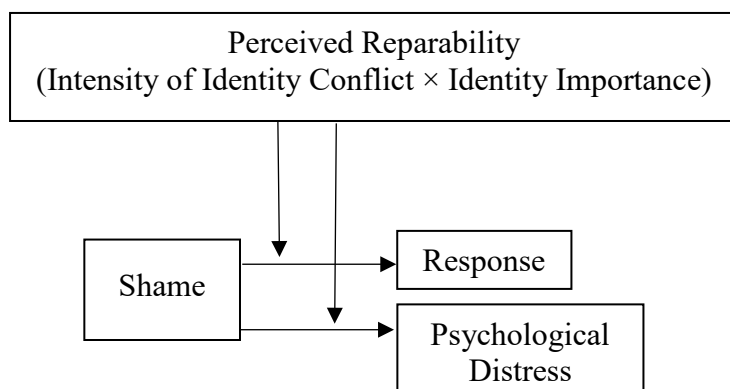 Perceived Reparability
(Intensity of Identity Conflict × Identity Importance)
Shame
Response
Psychological
Distress